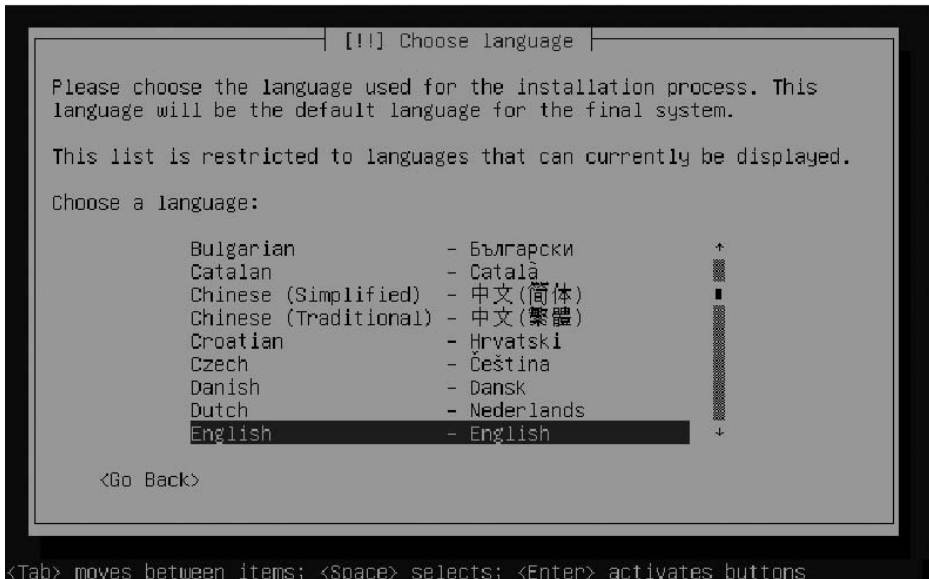 [!!] Choose language
Please choose the language used for the installation process. This
language will be the default language for the final system.
This list is restricted to languages that can currently be displayed.
Choose a language:
Bulgarian - Български
Catalan - Català
Chinese (Simplified) - 中文(简体)
Chinese (Traditional) - 中文(繁體)
Croatian - Hrvatski
Czech - Čeština
Danish - Dansk
Dutch - Nederlands
English - English
<Go Back>
<Tab> moves between items; <Space> selects; <Enter> activates buttons